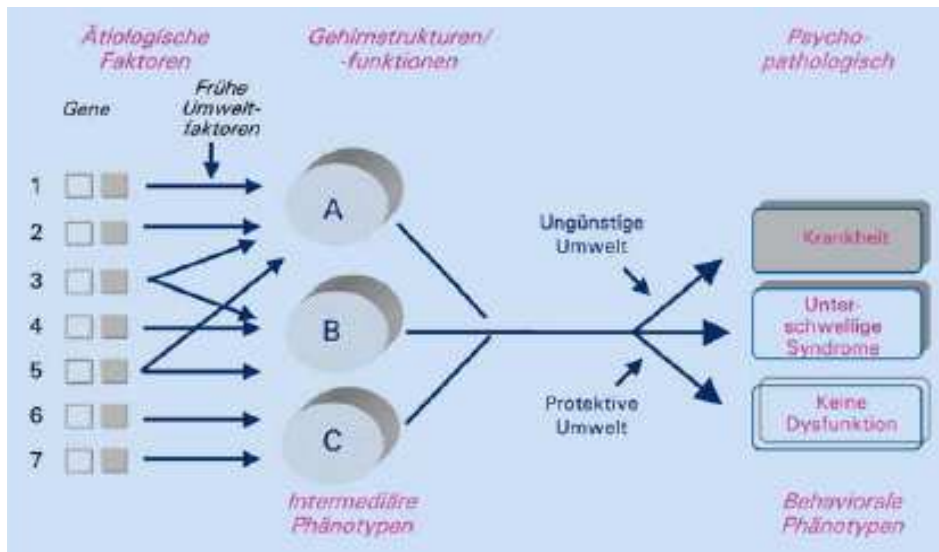 Ätiologische
Faktoren
Gehirnstrukturen/
-funktionen
Psycho-
pathologisch
Gene
Frühe
Umwelt-
faktoren
1
2
3
4
5
6
7
A
B
C
Ungünstige
Umwelt
Protektive
Umwelt
Krankheit
Unter-
schwellige
Syndrome
Keine
Dysfunktion
Intermediäre
Phänotypen
Behaviorale
Phänotypen